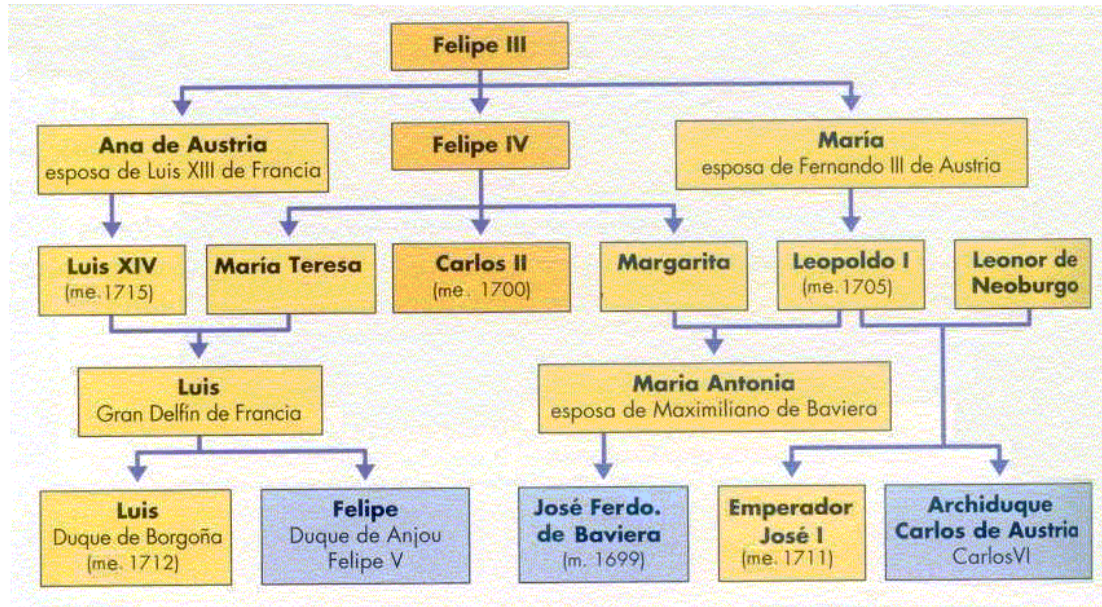 Felipe III
Ana de Austria
esposa de Luis XIII de Francia
Felipe IV
María
esposa de Fernando III de Austria
Luis XIV
(me. 1715)
María Teresa
Carlos II
(me. 1700)
Margarita
Leopoldo I
(me. 1705)
Leonor de
Neoburgo
Luis
Gran Delfín de Francia
Maria Antonia
esposa de Maximiliano de Baviera
Luis
Duque de Borgoña
(me. 1712)
Felipe
Duque de Anjou
Felipe V
José Ferdo.
de Baviera
(m. 1699)
Emperador
José I
(me. 1711)
Archiduque
Carlos de Austria
CarlosVI